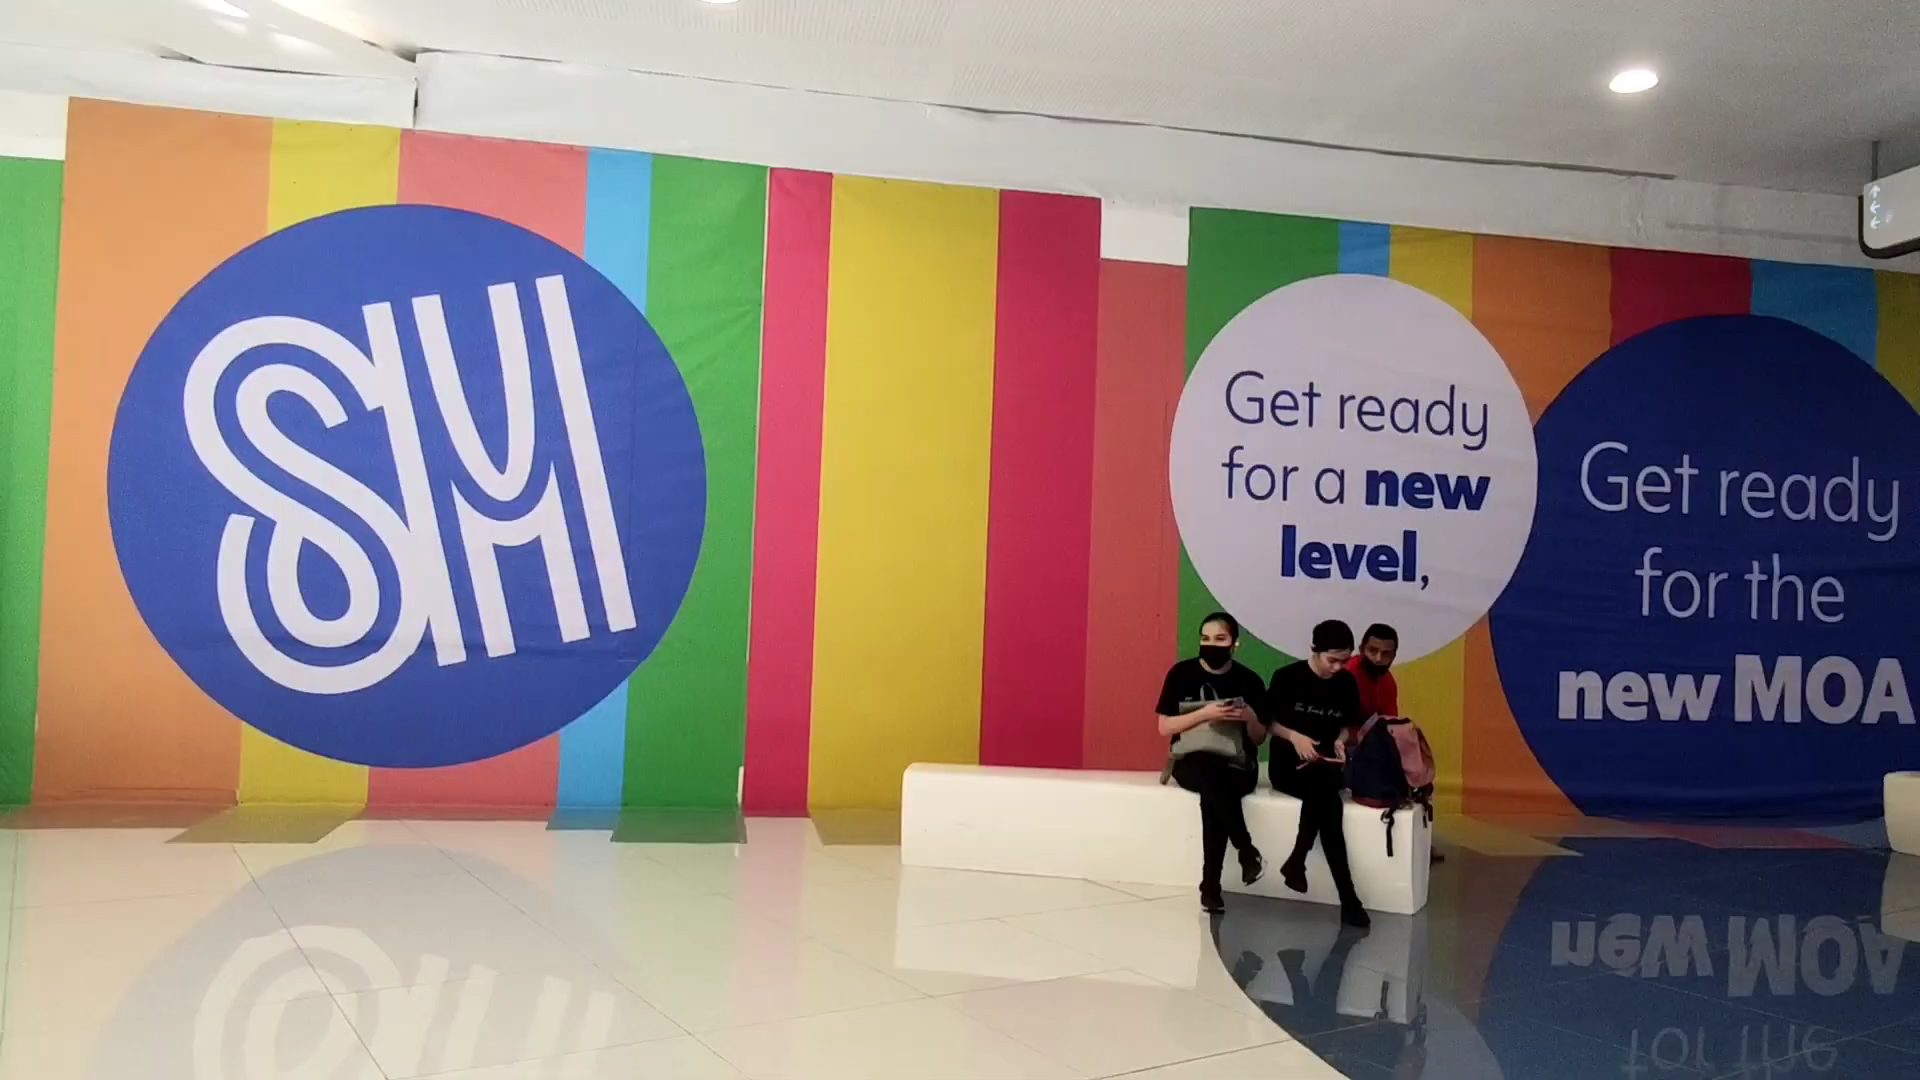 SM
Get ready
for a new
level,
Get ready
for the
new MOA